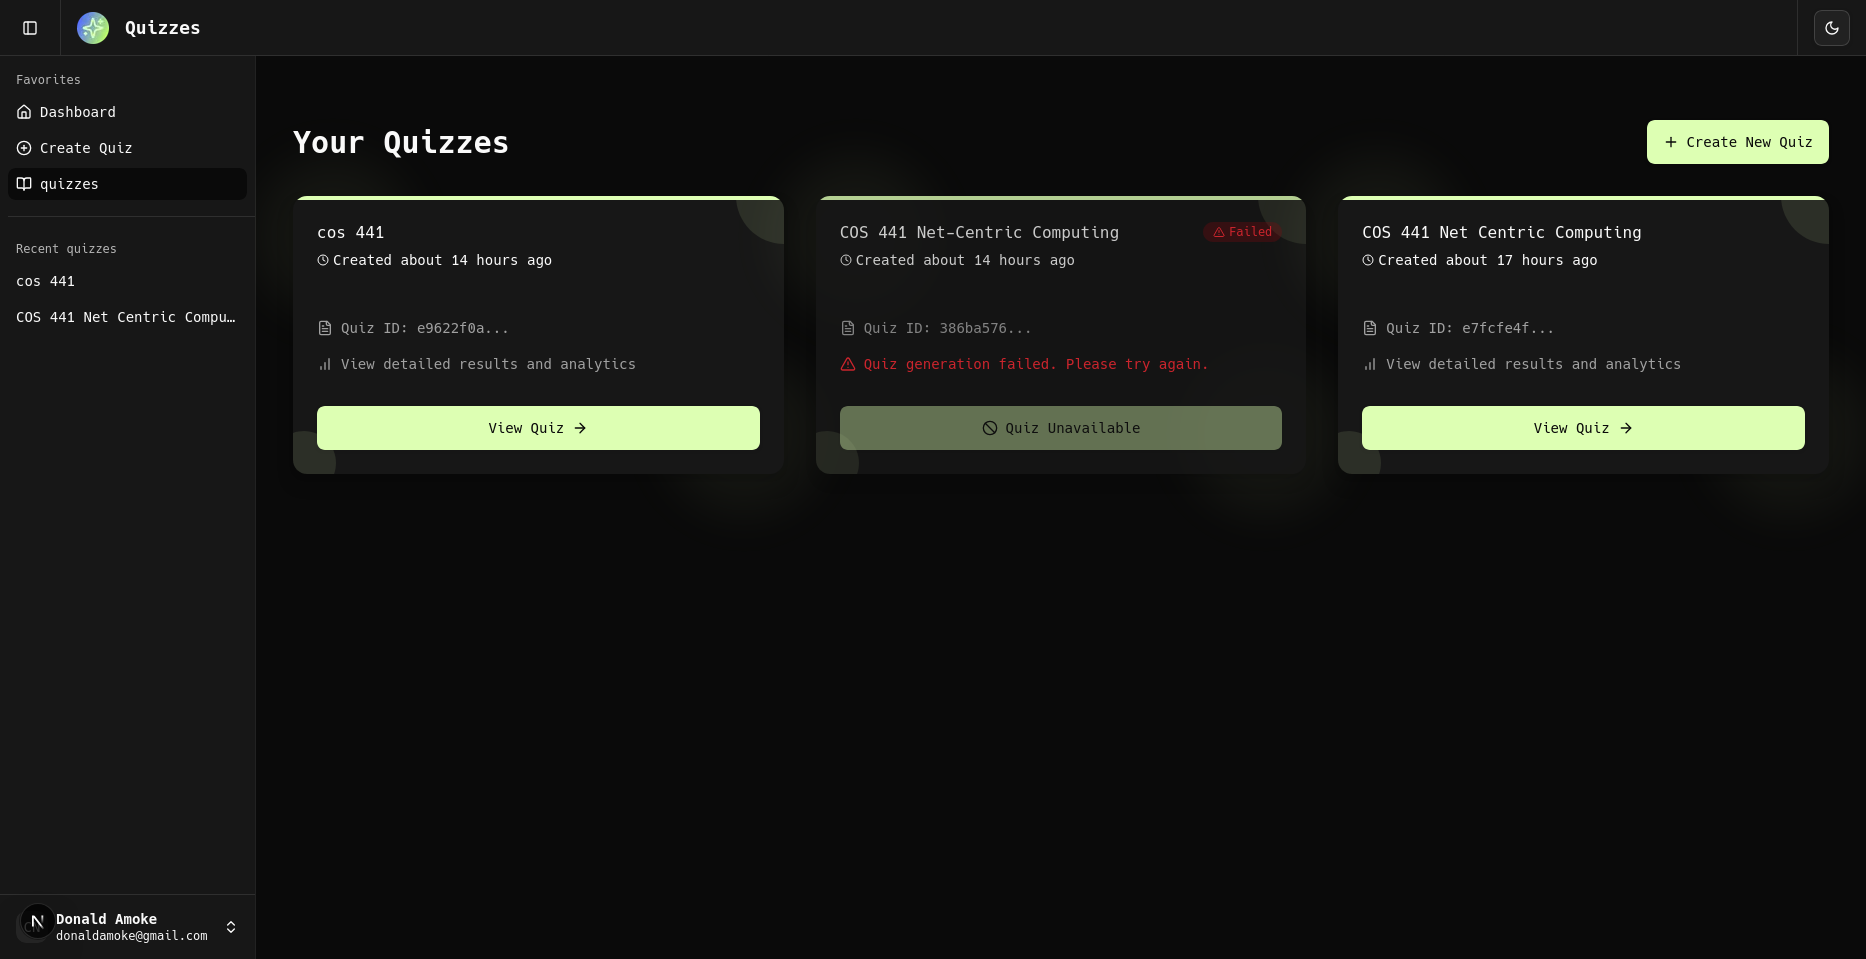 Quizzes
Favorites
Dashboard
Create Quiz
quizzes
Recent quizzes
cos 441
COS 441 Net Centric Compu…
Donald Amoke
donaldamoke@gmail.com
Your Quizzes
Create New Quiz
cos 441
Created about 14 hours ago
Quiz ID: e9622f0a...
View detailed results and analytics
View Quiz
COS 441 Net-Centric Computing
Failed
Created about 14 hours ago
Quiz ID: 386ba576...
Quiz generation failed. Please try again.
Quiz Unavailable
COS 441 Net Centric Computing
Created about 17 hours ago
Quiz ID: e7fcfe4f...
View detailed results and analytics
View Quiz